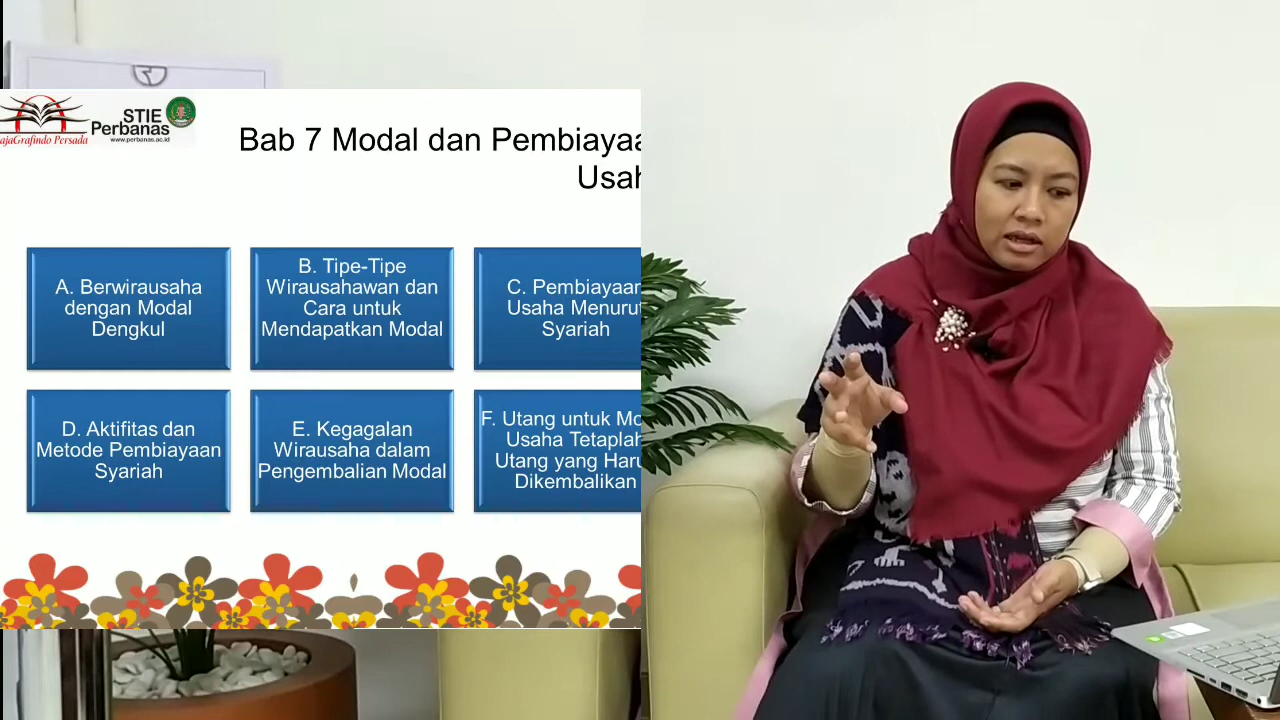 ajaGrafindo Persada
STIE
Perbanas
www.perbanas.ac.id
Bab 7 Modal dan Pembiayaa
Usah
A. Berwirausaha
dengan Modal
Dengkul
B. Tipe-Tipe
Wirausahawan dan
Cara untuk
Mendapatkan Modal
C. Pembiayaan
Usaha Menurut
Syariah
D. Aktifitas dan
Metode Pembiayaan
Syariah
E. Kegagalan
Wirausaha dalam
Pengembalian Modal
F. Utang untuk Mo
Usaha Tetaplah
Utang yang Haru
Dikembalikan